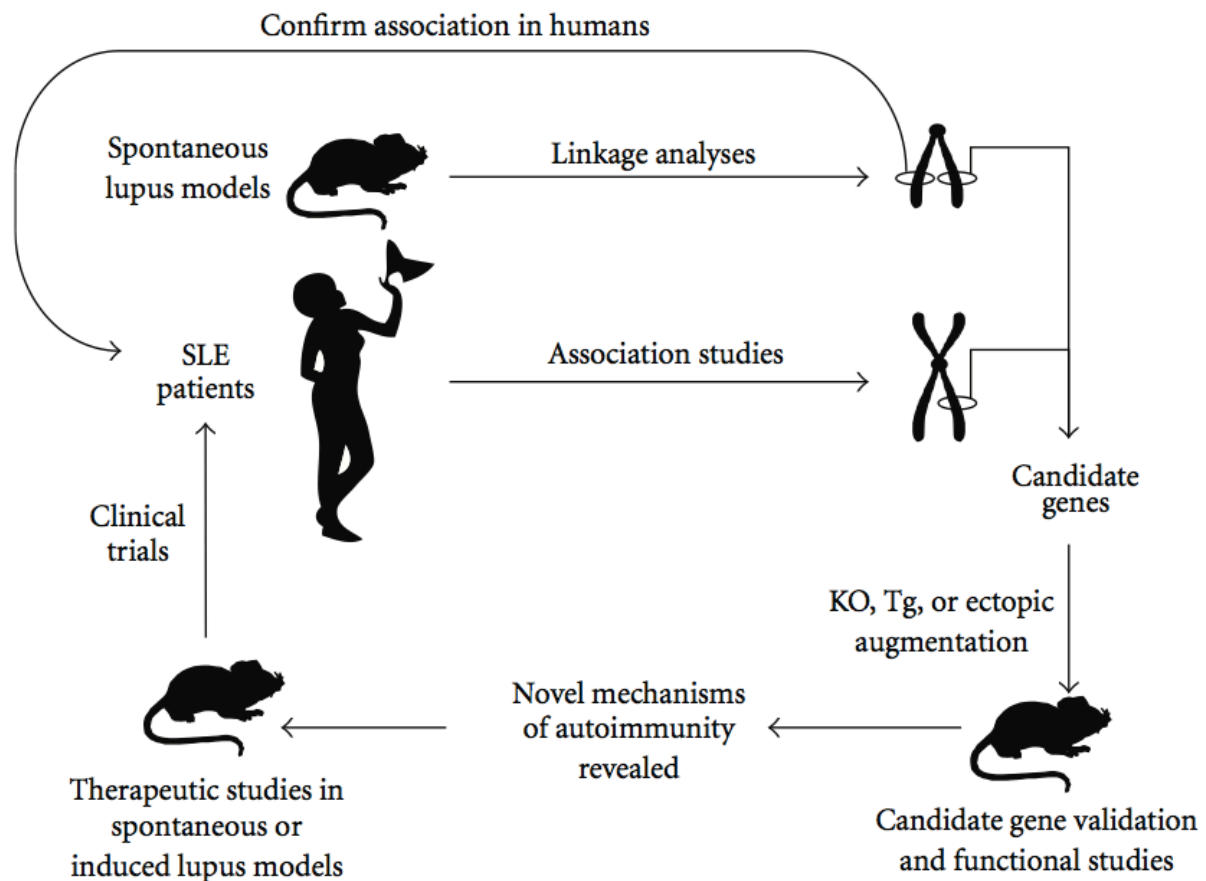 Confirm association in humans
Spontaneous
lupus models
Linkage analyses
SLE
patients
Association studies
Candidate
genes
Clinical
trials
KO, Tg, or ectopic
augmentation
Novel mechanisms
of autoimmunity
revealed
Therapeutic studies in
spontaneous or
induced lupus models
Candidate gene validation
and functional studies